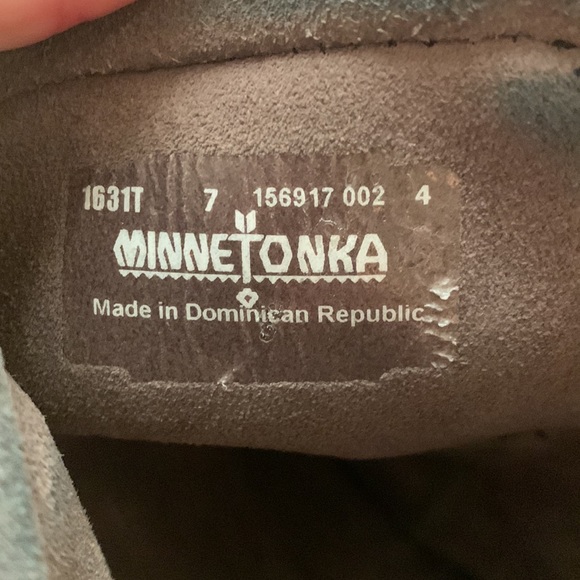 1631T 7 156917 002 4
MINNETONKA
Made in Dominican Republic